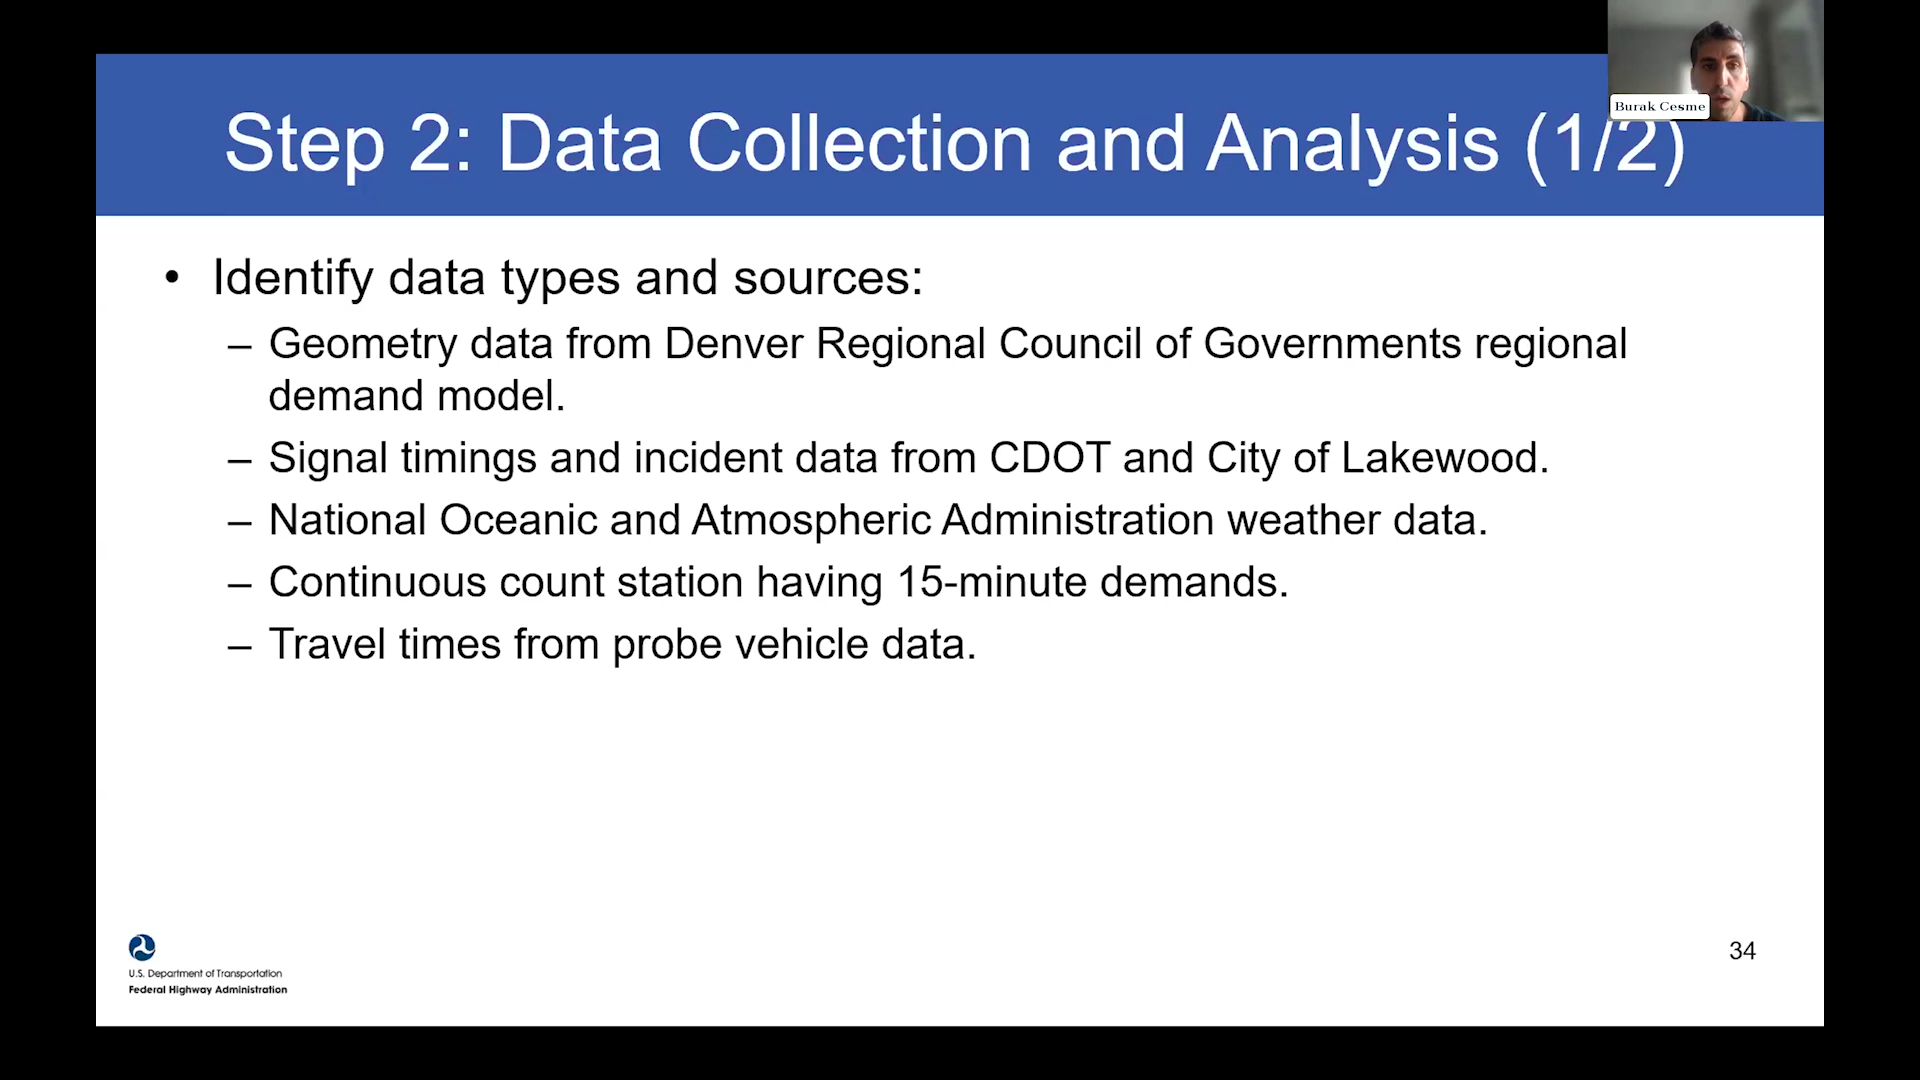 Burak Cesme
Step 2: Data Collection and Analysis (1/2)
• Identify data types and sources:
– Geometry data from Denver Regional Council of Governments regional
demand model.
– Signal timings and incident data from CDOT and City of Lakewood.
– National Oceanic and Atmospheric Administration weather data.
– Continuous count station having 15-minute demands.
– Travel times from probe vehicle data.
U.S. Department of Transportation
Federal Highway Administration
34